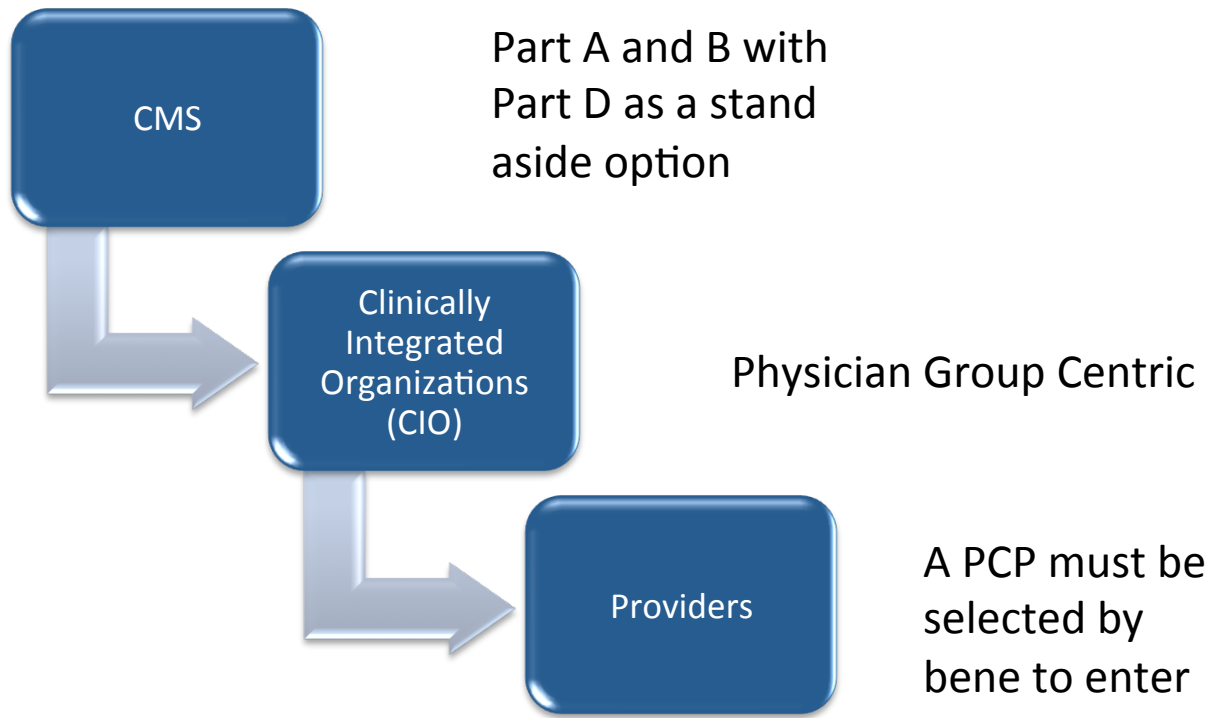 CMS
Part A and B with
Part D as a stand
aside option
Clinically
Integrated
Organizations
(CIO)
Physician Group Centric
Providers
A PCP must be
selected by
bene to enter